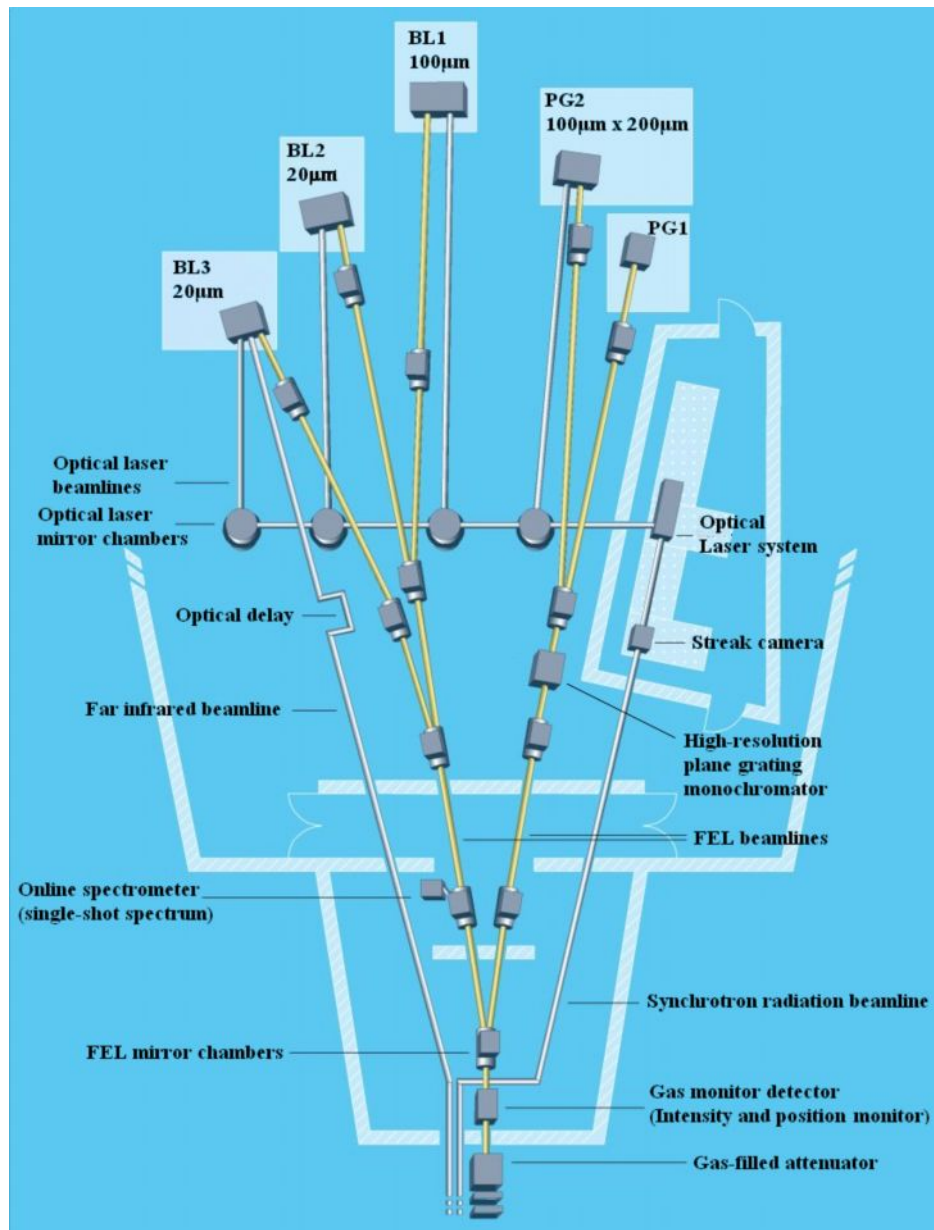 BL1
100µm
PG2
100µm x 200µm
BL2
20µm
PG1
BL3
20µm
Optical laser
beamlines
Optical laser
mirror chambers
Optical
Laser system
Optical delay
Streak camera
Far infrared beamline
High-resolution
plane grating
monochromator
FEL beamlines
Online spectrometer
(single-shot spectrum)
Synchrotron radiation beamline
FEL mirror chambers
Gas monitor detector
(Intensity and position monitor)
Gas-filled attenuator